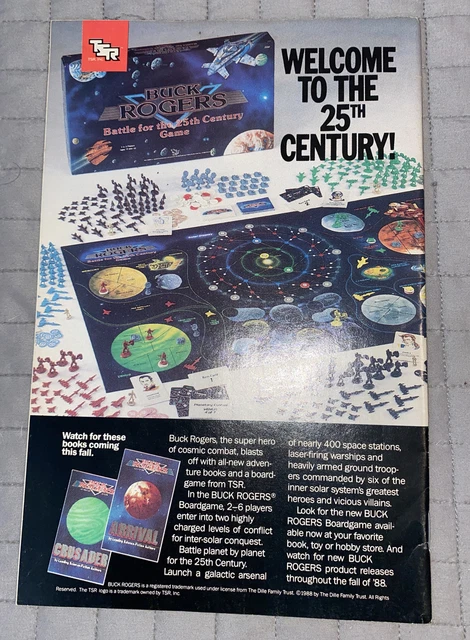 TSR
WELCOME
TO THE
25TH
CENTURY!
BUCK
ROGERS
Battle for the 25th Century
Game
BUCK
ROGERS
Watch for these
books coming
this fall.
ARRIVAL
CRUSADER
Buck Rogers, the super hero
of cosmic combat, blasts
off with all-new adven-
ture books and a board-
game from TSR.
In the BUCK ROGERS®
Boardgame, 2–6 players
enter into two highly
charged levels of conflict
for inter-solar conquest.
Battle planet by planet
for the 25th Century.
Launch a galactic arsenal
of nearly 400 space stations,
laser-firing warships and
heavily armed ground troop-
ers commanded by six of the
inner solar system's greatest
heroes and vicious villains.
Look for the new BUCK
ROGERS Boardgame avail-
able now at your favorite
book, toy or hobby store. And
watch for new BUCK
ROGERS product releases
throughout the fall of '88.
BUCK ROGERS is a registered trademark used under license from The Dille Family Trust. ©1988 by The Dille Family Trust. All Rights
Reserved. The TSR logo is a trademark owned by TSR, Inc.